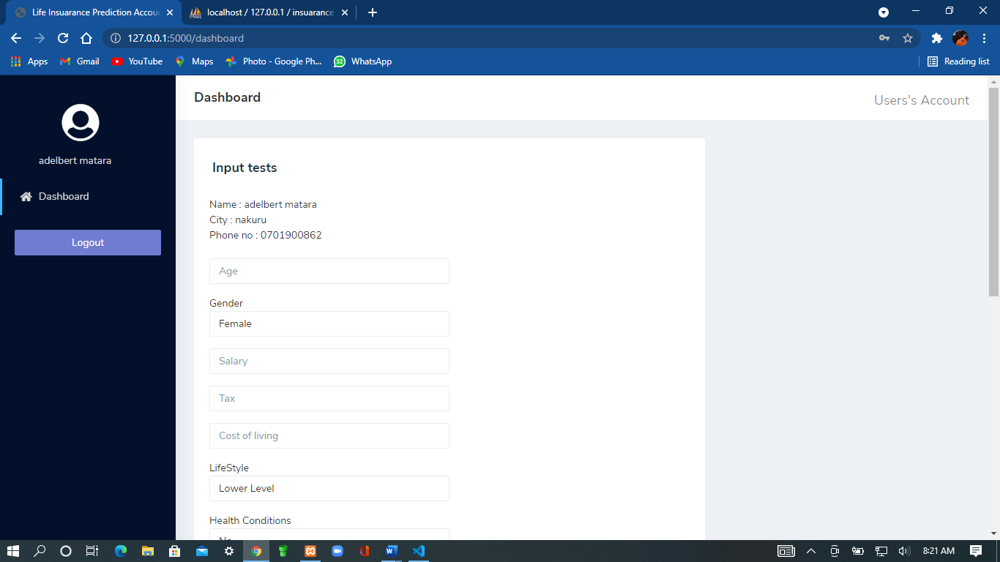 Life Insuarance Prediction Accou
localhost / 127.0.0.1 / insuarance
127.0.0.1:5000/dashboard
Apps
Gmail
YouTube
Maps
Photo - Google Ph...
32
WhatsApp
Reading list
Dashboard
Users's Account
adelbert matara
Dashboard
Logout
Input tests
Name : adelbert matara
City : nakuru
Phone no : 0701900862
Age
Gender
Female
Salary
Tax
Cost of living
LifeStyle
Lower Level
Health Conditions
No
8:21 AM